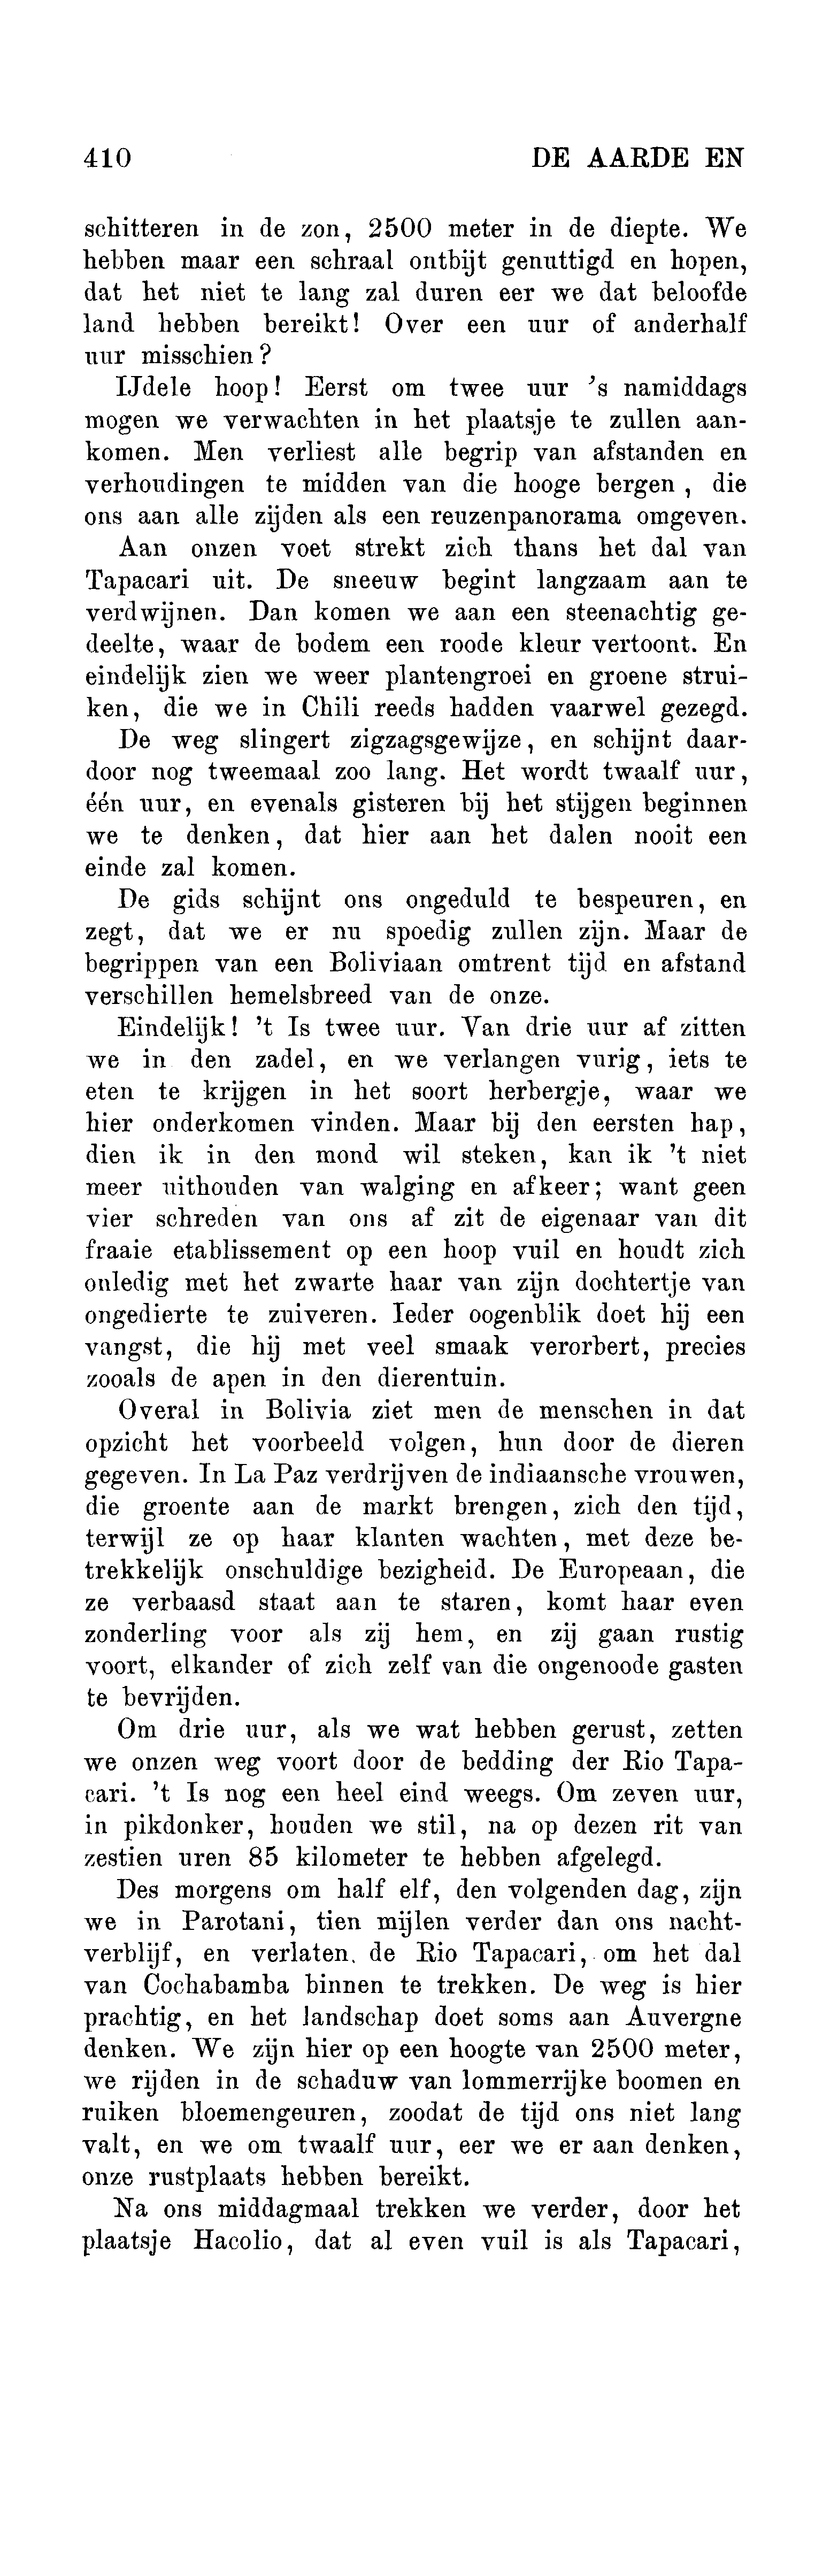 410 DE AARDE EN
schitteren in de zon, 2500 meter in de diepte. We
hebben maar een schraal ontbijt genuttigd en hopen,
dat het niet te lang zal duren eer we dat beloofde
land hebben bereikt! Over een uur of anderhalf
uur misschien?
IJdele hoop! Eerst om twee uur 's namiddags
mogen we verwachten in het plaatsje te zullen aan-
komen. Men verliest alle begrip van afstanden en
verhoudingen te midden van die hooge bergen, die
ons aan alle zijden als een reuzenpanorama omgeven.
Aan onzen voet strekt zich thans het dal van
Tapacari uit. De sneeuw begint langzaam aan te
verdwijnen. Dan komen we aan een steenachtig ge-
deelte, waar de bodem een roode kleur vertoont. En
eindelijk zien we weer plantengroei en groene strui-
ken, die we in Chili reeds hadden vaarwel gezegd.
De weg slingert zigzagsgewijze, en schijnt daar-
door nog tweemaal zoo lang. Het wordt twaalf uur,
één uur, en evenals gisteren bij het stijgen beginnen
we te denken, dat hier aan het dalen nooit een
einde zal komen.
De gids schijnt ons ongeduld te bespeuren, en
zegt, dat we er nu spoedig zullen zijn. Maar de
begrippen van een Boliviaan omtrent tijd en afstand
verschillen hemelsbreed van de onze.
Eindelijk! 't Is twee uur. Van drie uur af zitten
we in den zadel, en we verlangen vurig, iets te
eten te krijgen in het soort herbergje, waar we
hier onderkomen vinden. Maar bij den eersten hap,
dien ik in den mond wil steken, kan ik 't niet
meer uithouden van walging en afkeer; want geen
vier schreden van ons af zit de eigenaar van dit
fraaie etablissement op een hoop vuil en houdt zich
onledig met het zwarte haar van zijn dochtertje van
ongedierte te zuiveren. Ieder oogenblik doet hij een
vangst, die hij met veel smaak verorbert, precies
zooals de apen in den dierentuin.
Overal in Bolivia ziet men de menschen in dat
opzicht het voorbeeld volgen, hun door de dieren
gegeven. In La Paz verdrijven de indiaansche vrouwen,
die groente aan de markt brengen, zich den tijd,
terwijl ze op haar klanten wachten, met deze be-
trekkelijk onschuldige bezigheid. De Europeaan, die
ze verbaasd staat aan te staren, komt haar even
zonderling voor als zij hem, en zij gaan rustig
voort, elkander of zich zelf van die ongenoode gasten
te bevrijden.
Om drie uur, als we wat hebben gerust, zetten
we onzen weg voort door de bedding der Rio Tapa-
cari. 't Is nog een heel eind weegs. Om zeven uur,
in pikdonker, houden we stil, na op dezen rit van
zestien uren 85 kilometer te hebben afgelegd.
Des morgens om half elf, den volgenden dag, zijn
we in Parotani, tien mijlen verder dan ons nacht-
verblijf, en verlaten. de Rio Tapacari, om het dal
van Cochabamba binnen te trekken. De weg is hier
prachtig, en het landschap doet soms aan Auvergne
denken. We zijn hier op een hoogte van 2500 meter,
we rijden in de schaduw van lommerrijke boomen en
ruiken bloemengeuren, zoodat de tijd ons niet lang
valt, en we om twaalf uur, eer we er aan denken,
onze rustplaats hebben bereikt.
Na ons middagmaal trekken we verder, door het
plaatsje Hacolio, dat al even vuil is als Tapacari,